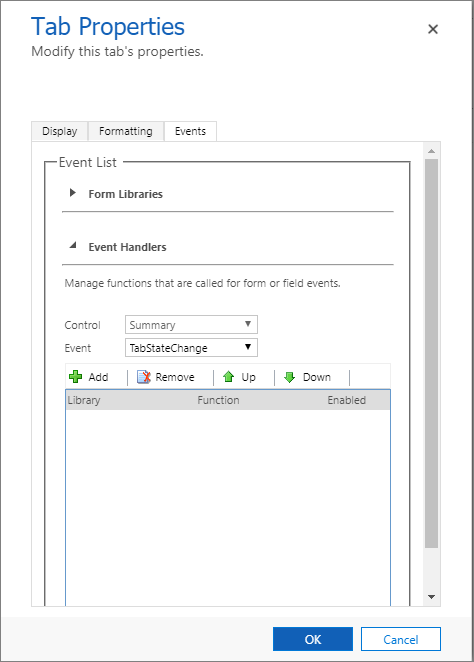 Tab Properties
Modify this tab's properties.
Display Formatting Events
Event List
Form Libraries
Event Handlers
Manage functions that are called for form or field events.
Control Summary
Event TabStateChange
Add Remove Up Down
Library Function Enabled
OK Cancel